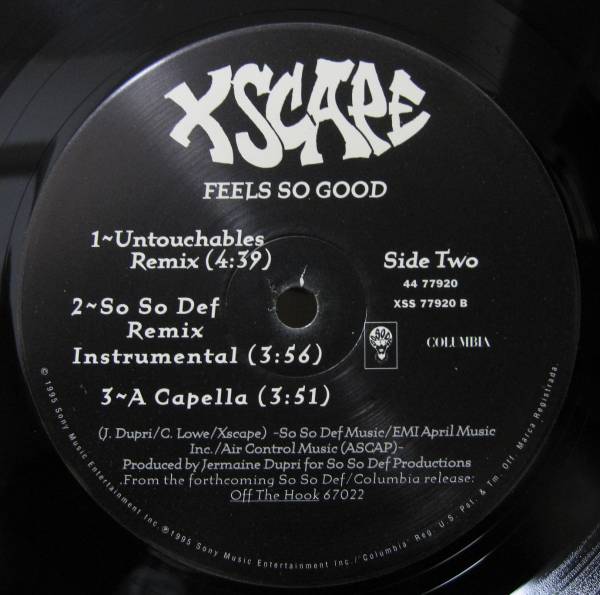 XSCAPE
FEELS SO GOOD
1~Untouchables
Remix (4:39)
2~So So Def
Remix
Instrumental (3:56)
3~A Capella (3:51)
Side Two
44 77920
XSS 77920 B
COLUMBIA
(J. Dupri/C. Lowe/Xscape) -So So Def Music/EMI April Music
Inc./Air Control Music (ASCAP)-
Produced by Jermaine Dupri for So So Def Productions
.From the forthcoming So So Def/Columbia release:
Off The Hook 67022
© 1995 Sony Music Entertainment Inc. ℗ 1995 Sony Music Entertainment Inc./"Columbia" Reg. U.S. Pat. & Tm. Off. Marca Registrada.